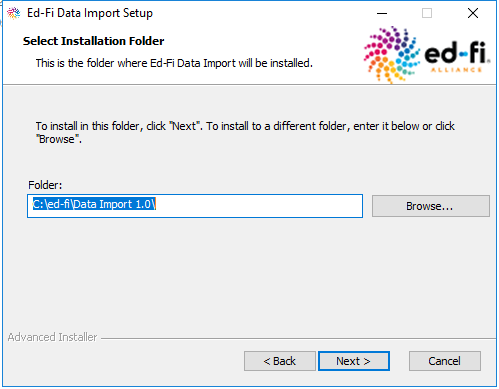 Ed-Fi Data Import Setup
Select Installation Folder
This is the folder where Ed-Fi Data Import will be installed.
ed-fi
ALLIANCE
To install in this folder, click "Next". To install to a different folder, enter it below or click
"Browse".
Folder:
C:\ed-fi\Data Import 1.0\
Browse...
Advanced Installer
< Back
Next >
Cancel